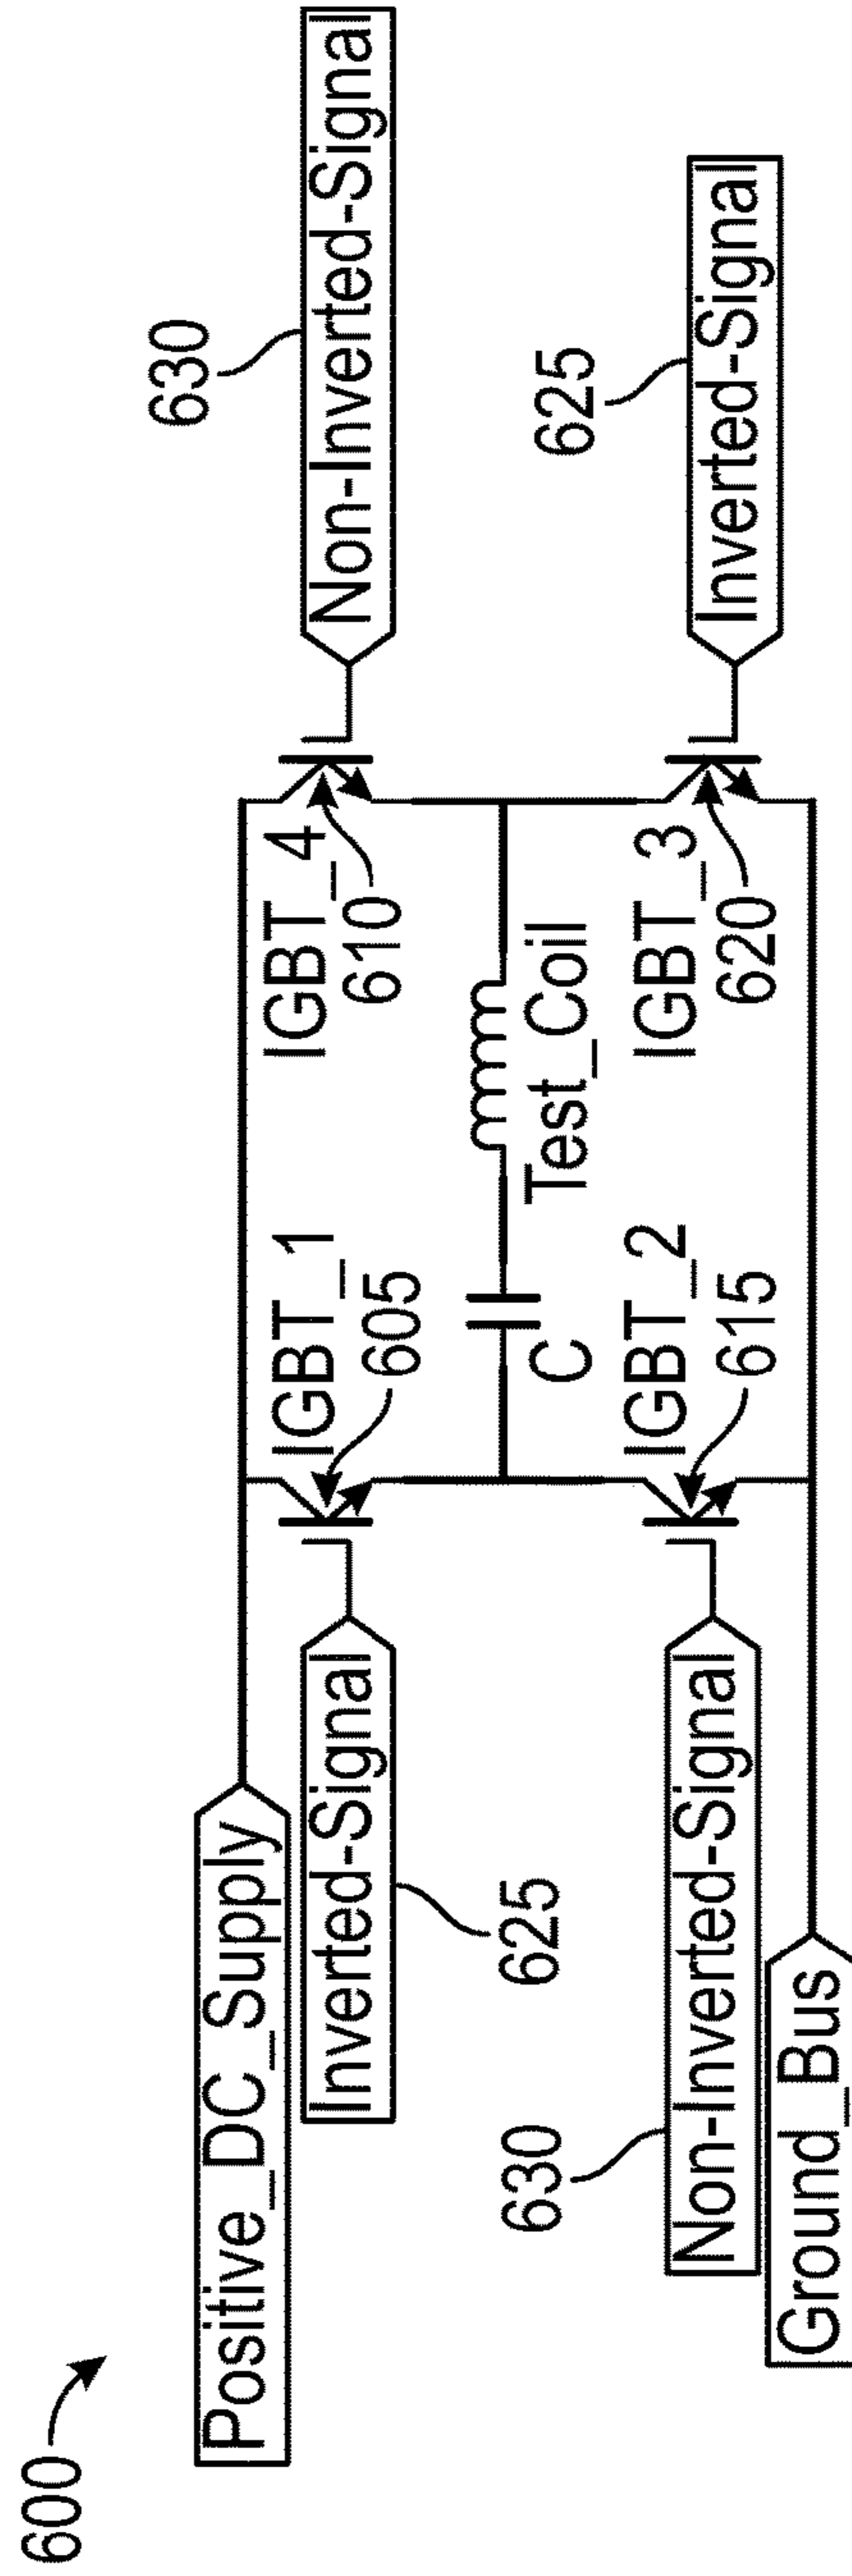 600
Positive_DC_Supply
Inverted-Signal
625
IGBT_1
605
IGBT_4
610
630
Non-Inverted-Signal
C
Test_Coil
630
Non-Inverted-Signal
IGBT_2
615
IGBT_3
620
625
Inverted-Signal
Ground_Bus